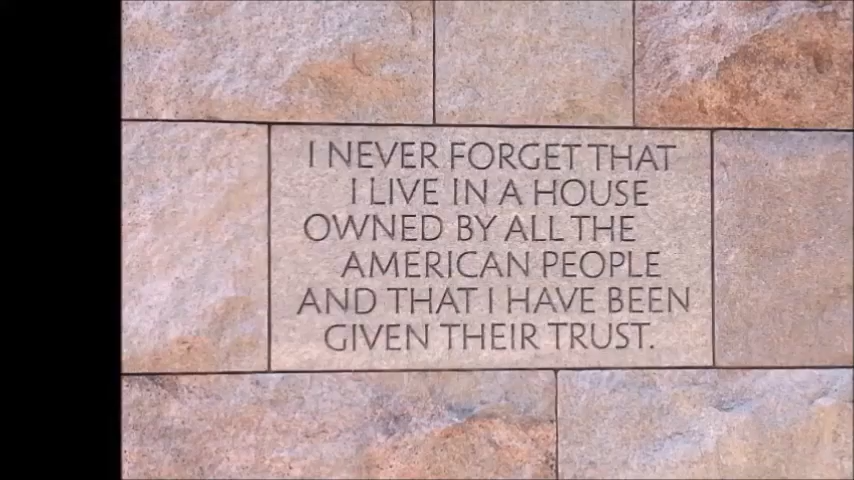 I NEVER FORGET THAT
I LIVE IN A HOUSE
OWNED BY ALL THE
AMERICAN PEOPLE
AND THAT I HAVE BEEN
GIVEN THEIR TRUST.